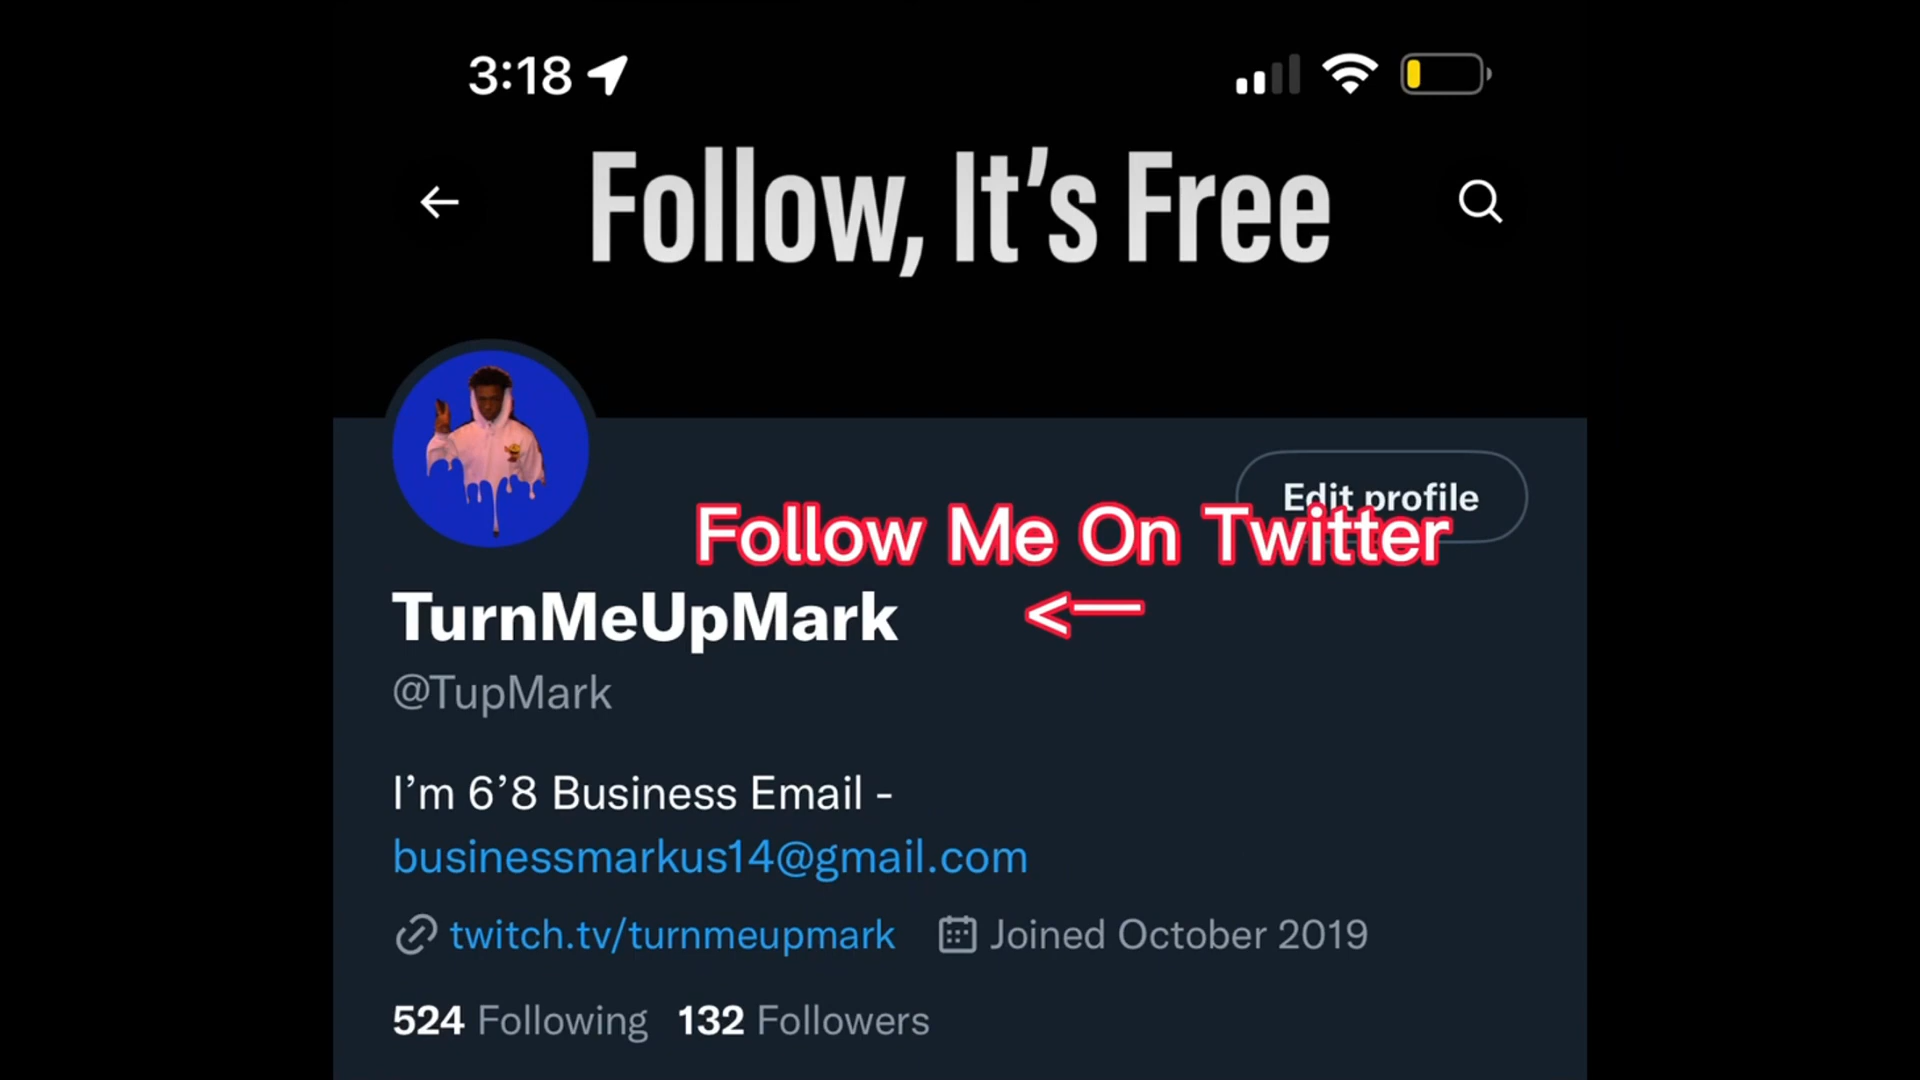 3:18
Follow, It’s Free
Edit profile
Follow Me On Twitter
TurnMeUpMark
<—
@TupMark
I’m 6’8 Business Email -
businessmarkus14@gmail.com
twitch.tv/turnmeupmark Joined October 2019
524 Following 132 Followers